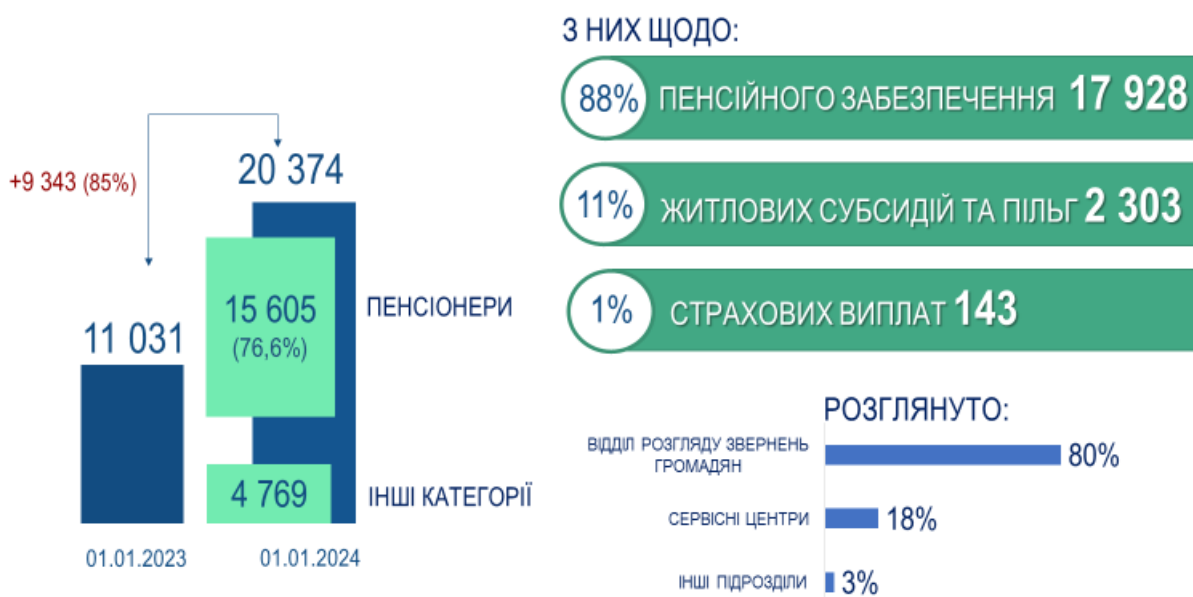 +9 343 (85%)
20 374
11 031
15 605
(76,6%)
ПЕНСІОНЕРИ
4 769
ІНШІ КАТЕГОРІЇ
01.01.2023
01.01.2024
З НИХ ЩОДО:
88% ПЕНСІЙНОГО ЗАБЕЗПЕЧЕННЯ 17 928
11% ЖИТЛОВИХ СУБСИДІЙ ТА ПІЛЬГ 2 303
1% СТРАХОВИХ ВИПЛАТ 143
РОЗГЛЯНУТО:
ВІДДІЛ РОЗГЛЯДУ ЗВЕРНЕНЬ
ГРОМАДЯН
80%
СЕРВІСНІ ЦЕНТРИ 18%
ІНШІ ПІДРОЗДІЛИ 3%